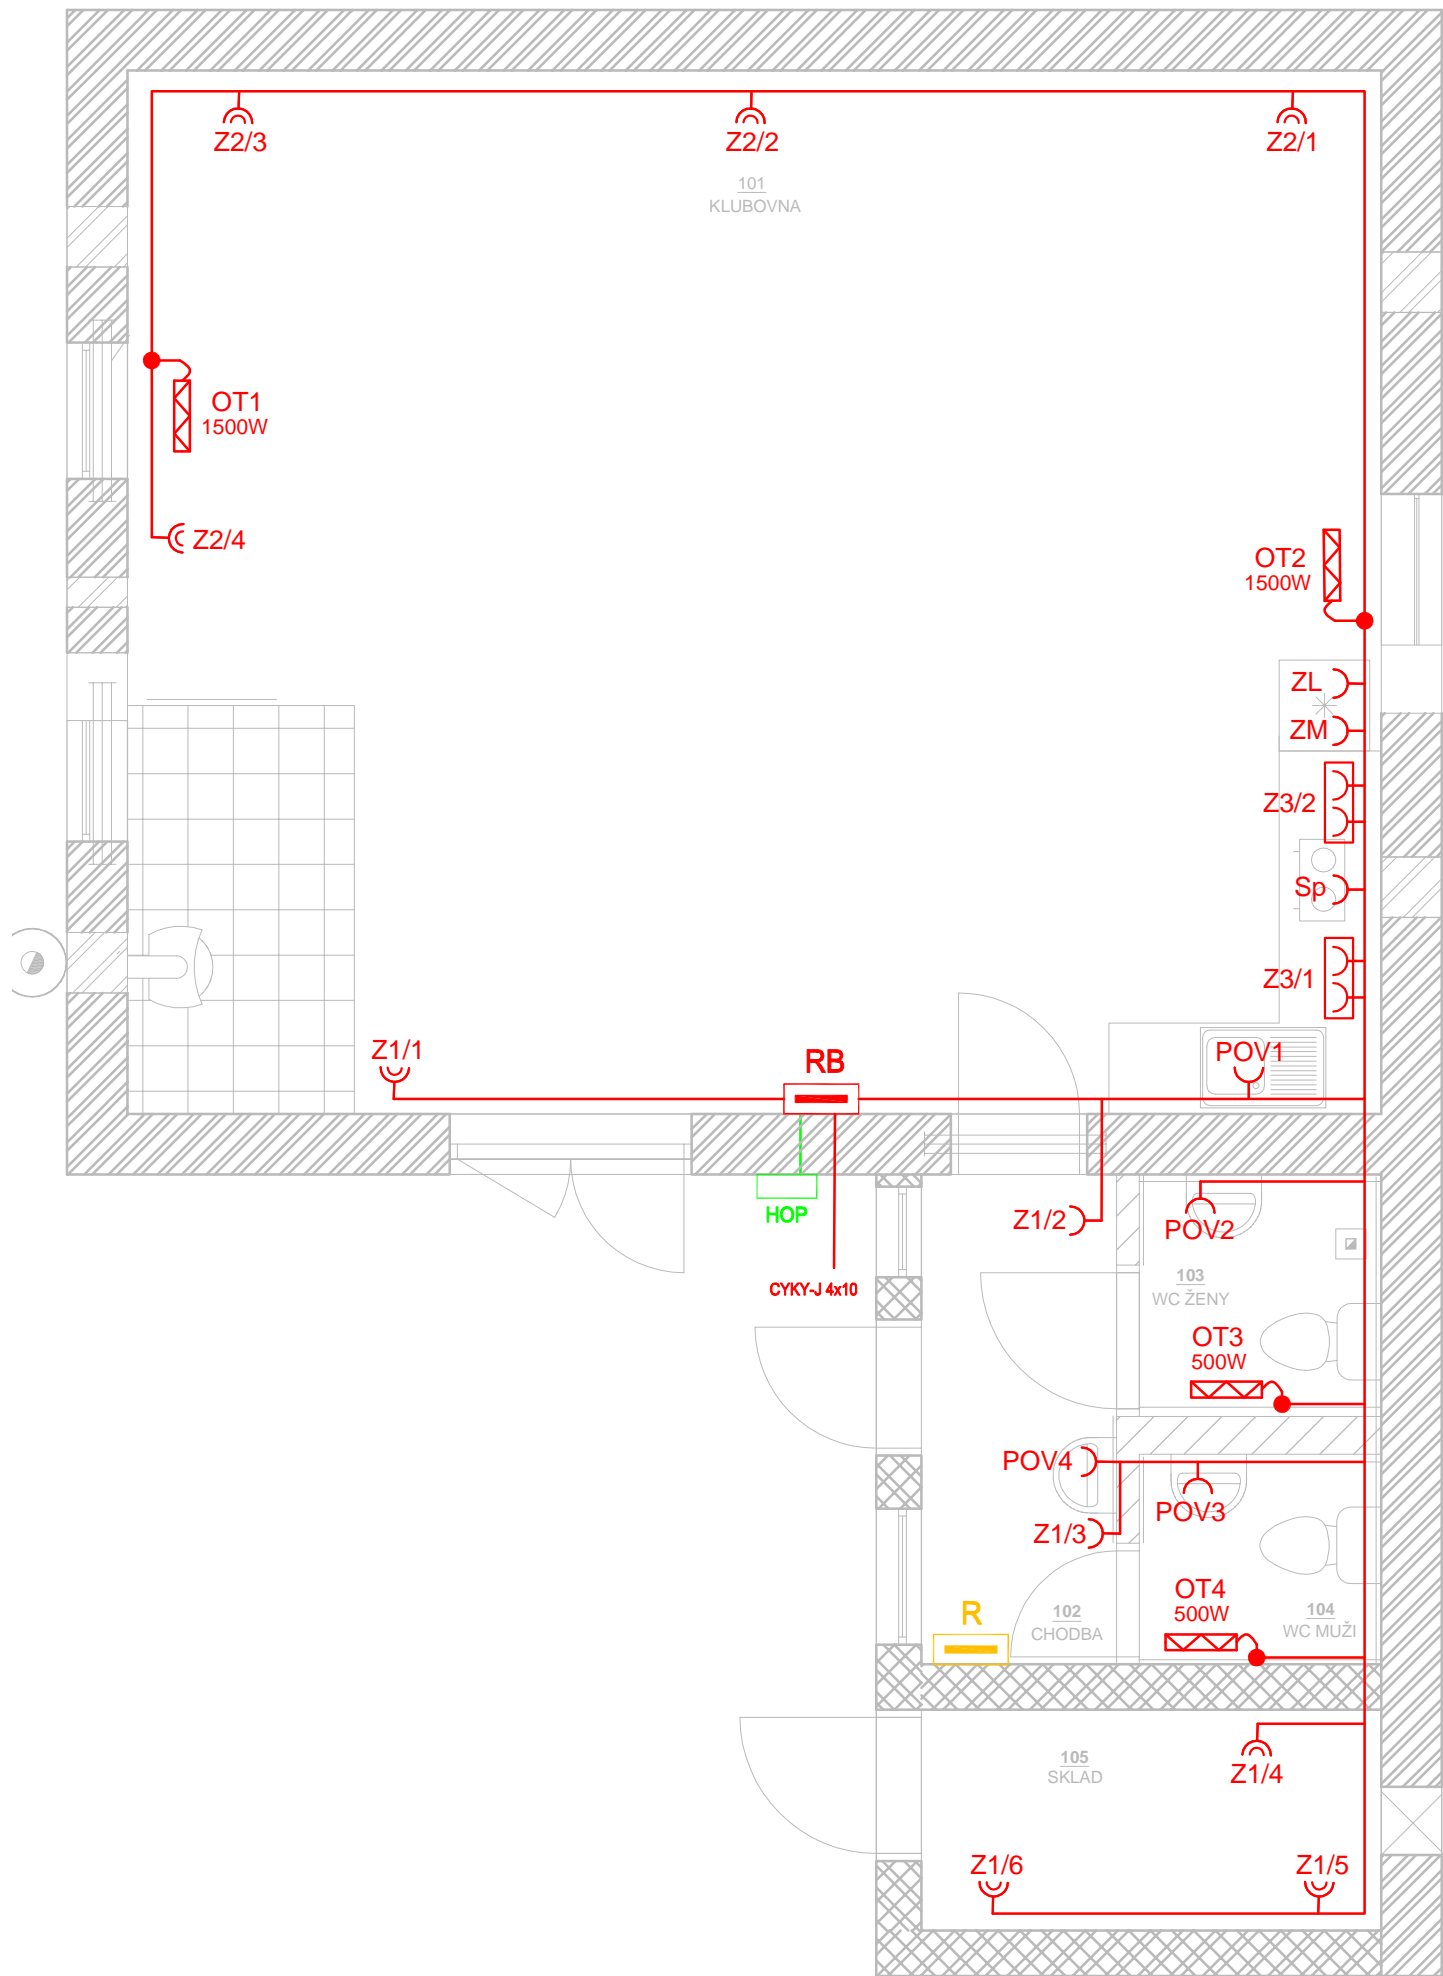 Z2/3
Z2/2
Z2/1
101
KLUBOVNA
OT1
1500W
Z2/4
OT2
1500W
ZL
ZM
Z3/2
Sp
Z3/1
Z1/1
RB
POV1
HOP
Z1/2
POV2
CYKY-J 4x10
103
WC ŽENY
OT3
500W
POV4
POV3
Z1/3
OT4
500W
R
102
CHODBA
104
WC MUŽI
105
SKLAD
Z1/4
Z1/6
Z1/5